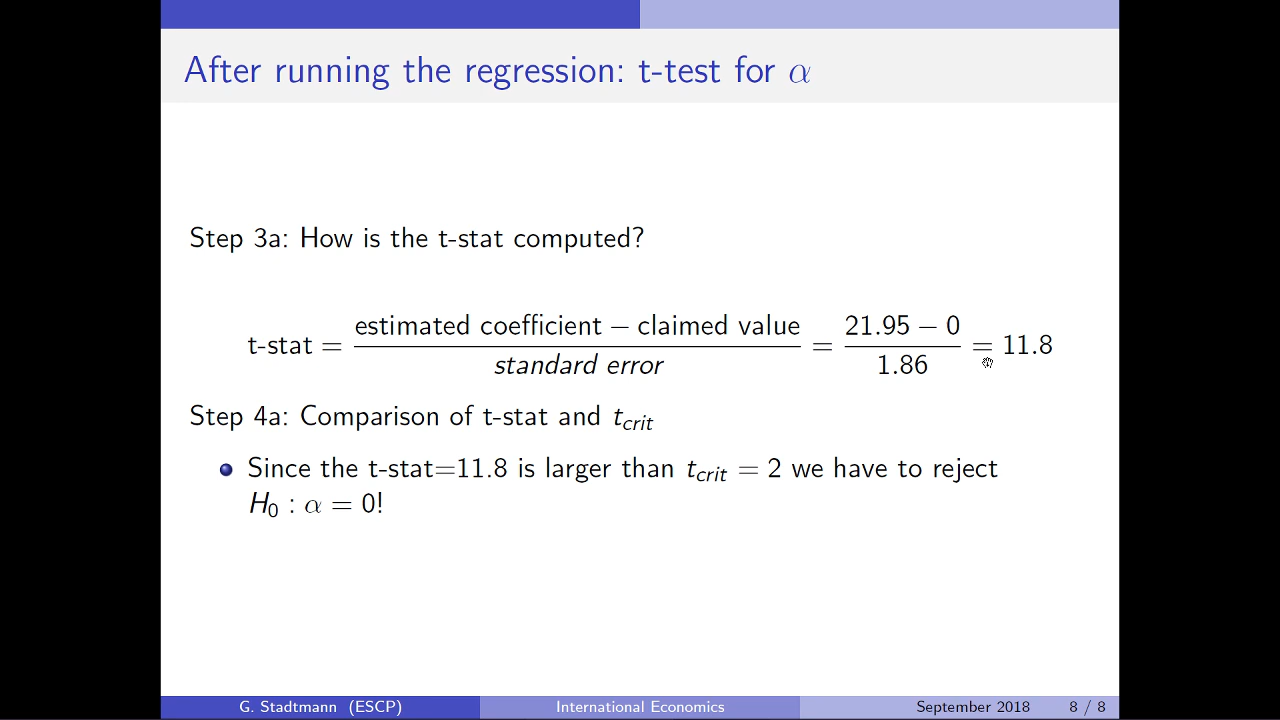 After running the regression: t-test for α
Step 3a: How is the t-stat computed?
t-stat = estimated coefficient − claimed value / standard error = 21.95 − 0 / 1.86 = 11.8
Step 4a: Comparison of t-stat and t_crit
Since the t-stat=11.8 is larger than t_crit = 2 we have to reject
H_0 : α = 0!
G. Stadtmann (ESCP) International Economics September 2018 8 / 8